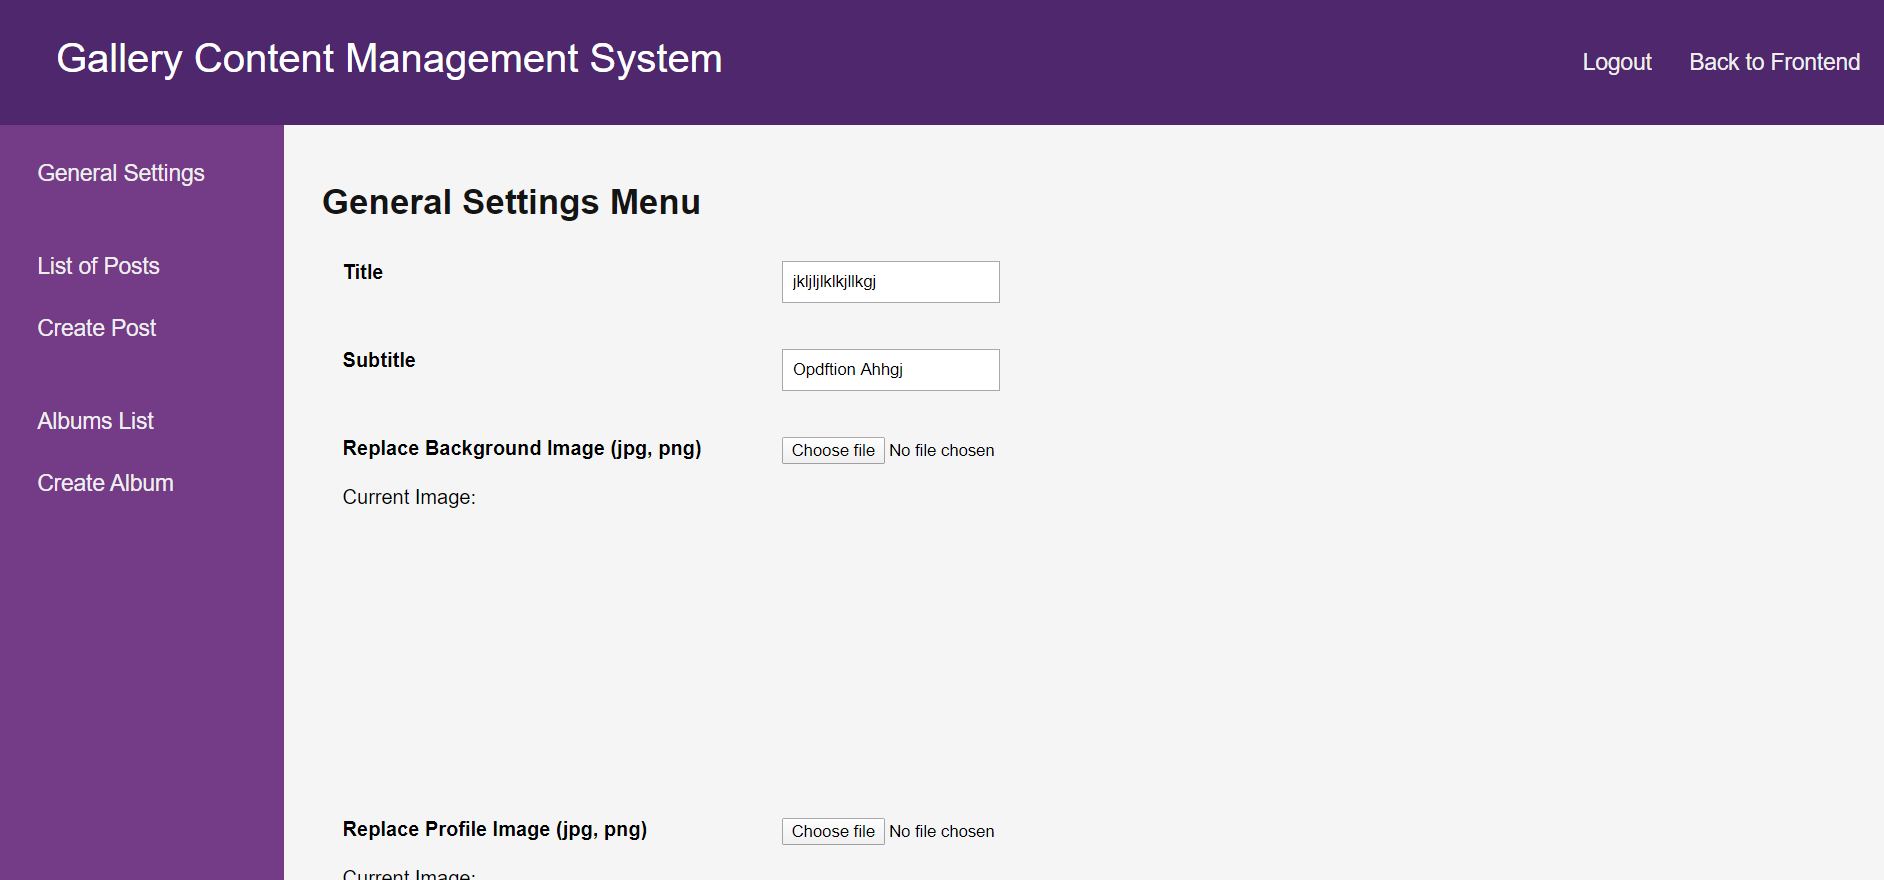 Gallery Content Management System
Logout
Back to Frontend
General Settings
List of Posts
Create Post
Albums List
Create Album
General Settings Menu
Title
jkljljlklkjllkgj
Subtitle
Opdftion Ahhgj
Replace Background Image (jpg, png)
Choose file No file chosen
Current Image:
Replace Profile Image (jpg, png)
Choose file No file chosen
Current Image: